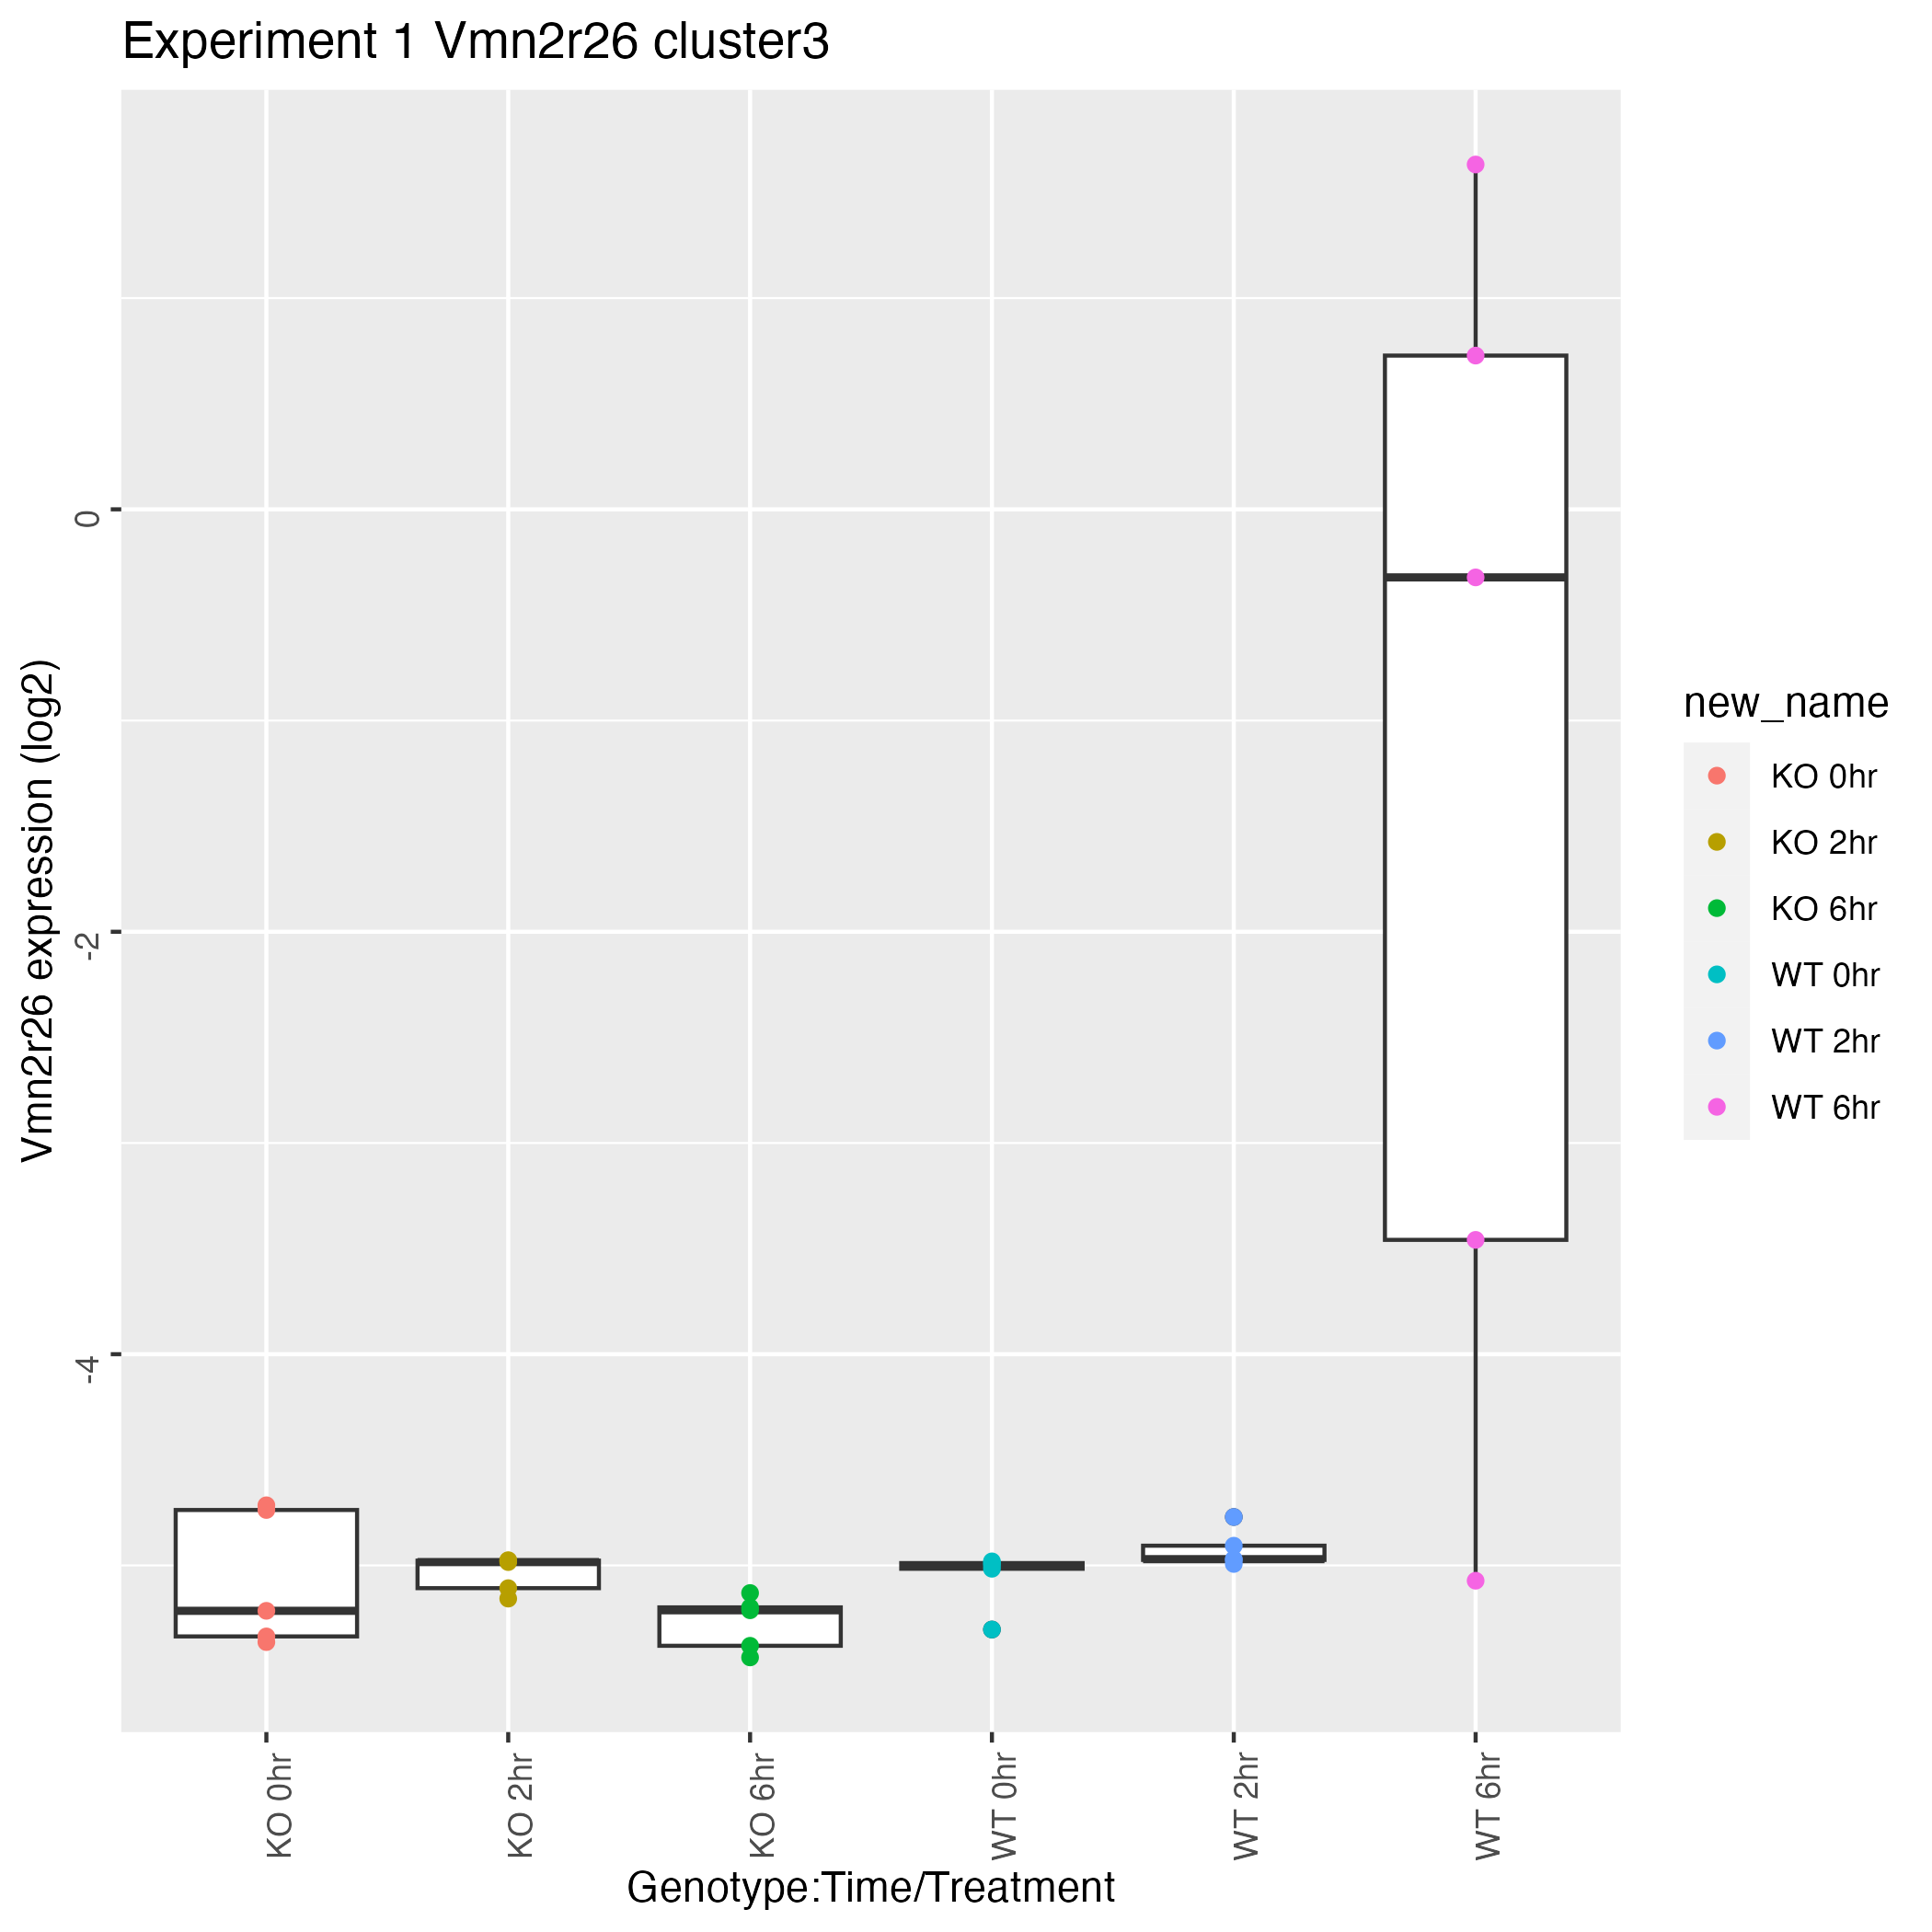 Experiment 1 Vmn2r26 cluster3
Vmn2r26 expression (log2)
0
-2
-4
KO 0hr
KO 2hr
KO 6hr
WT 0hr
WT 2hr
WT 6hr
Genotype:Time/Treatment
new_name
KO 0hr
KO 2hr
KO 6hr
WT 0hr
WT 2hr
WT 6hr